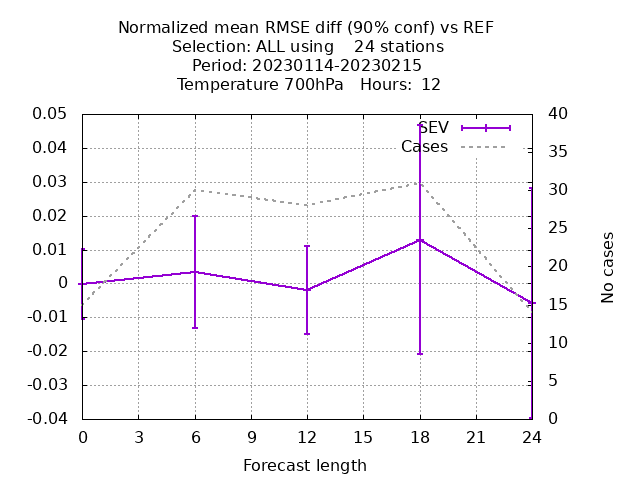 Normalized mean RMSE diff (90% conf) vs REF
Selection: ALL using    24 stations
Period: 20230114-20230215
Temperature 700hPa   Hours:  12
SEV
Cases
0.05
0.04
0.03
0.02
0.01
0
-0.01
-0.02
-0.03
-0.04
40
35
30
25
20
15
10
5
0
No cases
0 3 6 9 12 15 18 21 24
Forecast length